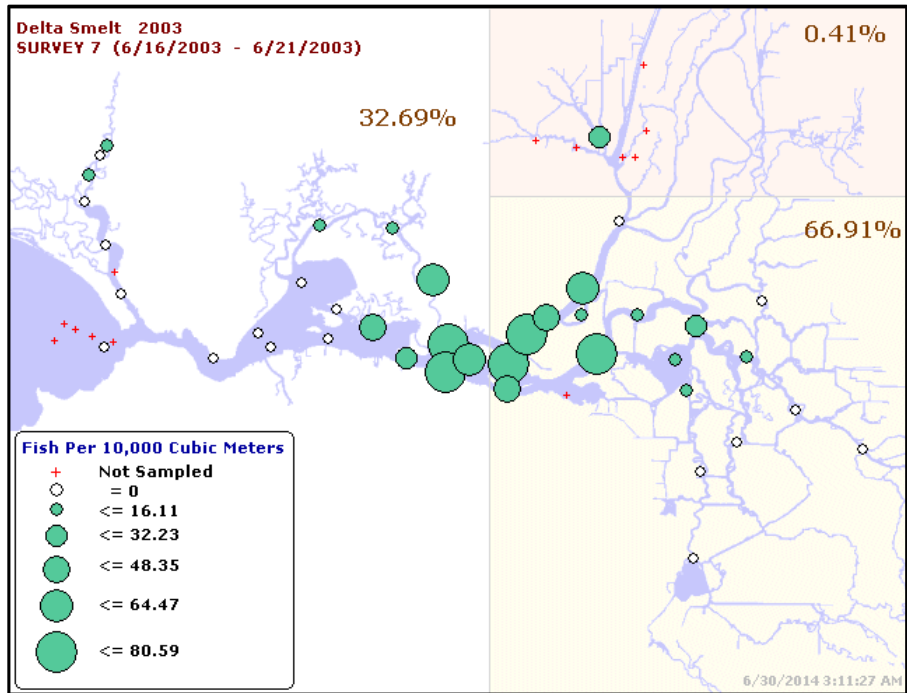 Delta Smelt 2003
SURVEY 7 (6/16/2003 - 6/21/2003)
0.41%
32.69%
66.91%
Fish Per 10,000 Cubic Meters
Not Sampled
= 0
<= 16.11
<= 32.23
<= 48.35
<= 64.47
<= 80.59
6/30/2014 3:11:27 AM